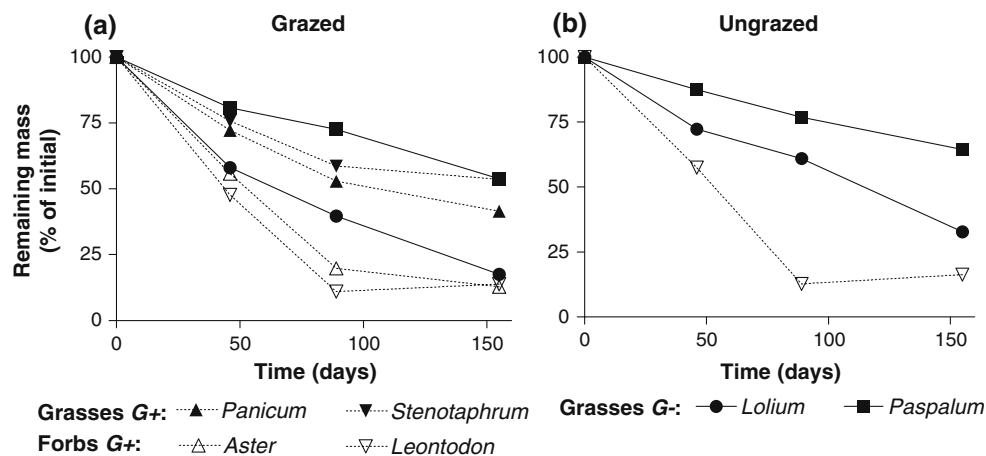 (a) Grazed
(b) Ungrazed
Remaining mass
(% of initial)
100
75
50
25
0
0 50 100 150
Time (days)
100
75
50
25
0
0 50 100 150
Time (days)
Grasses G+: Panicum Stenotaphrum
Forbs G+: Aster Leontodon
Grasses G-: Lolium Paspalum